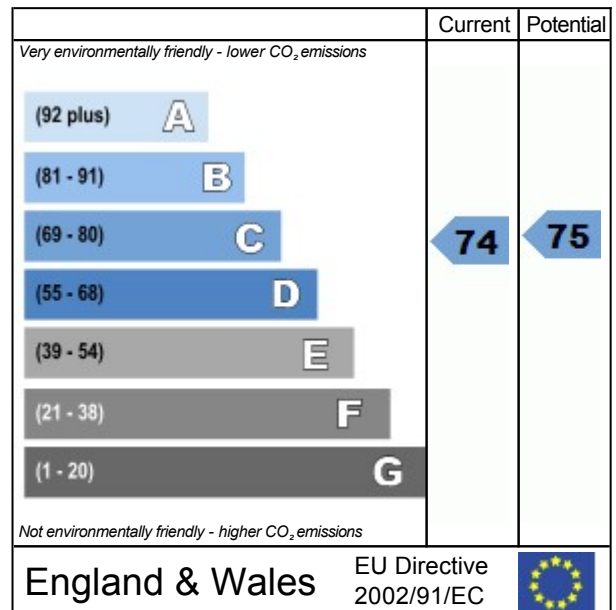 Current Potential
Very environmentally friendly - lower CO₂ emissions
(92 plus) A
(81 - 91) B
(69 - 80) C
74 75
(55 - 68) D
(39 - 54) E
(21 - 38) F
(1 - 20) G
Not environmentally friendly - higher CO₂ emissions
England & Wales
EU Directive
2002/91/EC